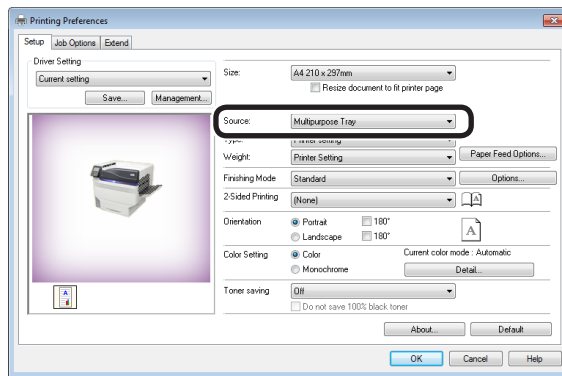 Printing Preferences
Setup Job Options Extend
Driver Setting
Current setting
Save... Management...
Size: A4 210 x 297mm
Resize document to fit printer page
Source: Multipurpose Tray
Type: Printer Setting
Weight: Printer Setting Paper Feed Options...
Finishing Mode Standard Options...
2-Sided Printing (None)
Orientation Portrait 180°
Landscape 180°
A
Color Setting Color Current color mode : Automatic
Monochrome Detail...
Toner saving Off
Do not save 100% black toner
About... Default
OK Cancel Help